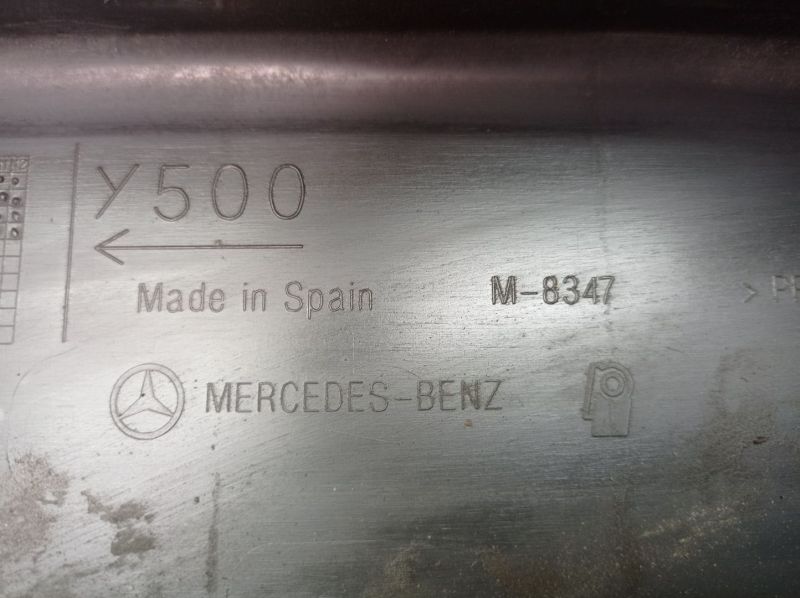 Y500
Made in Spain
M-8347
MERCEDES-BENZ